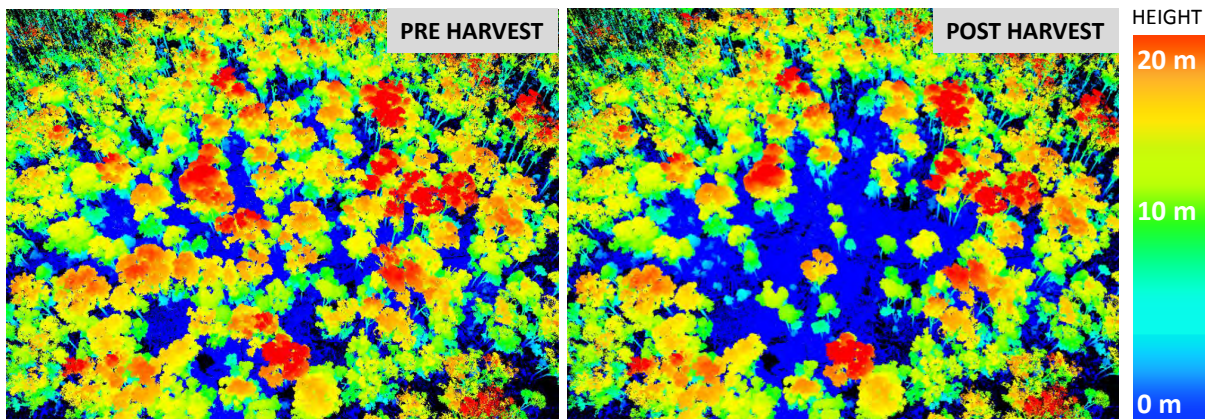 PRE HARVEST
POST HARVEST
HEIGHT
20 m
10 m
0 m